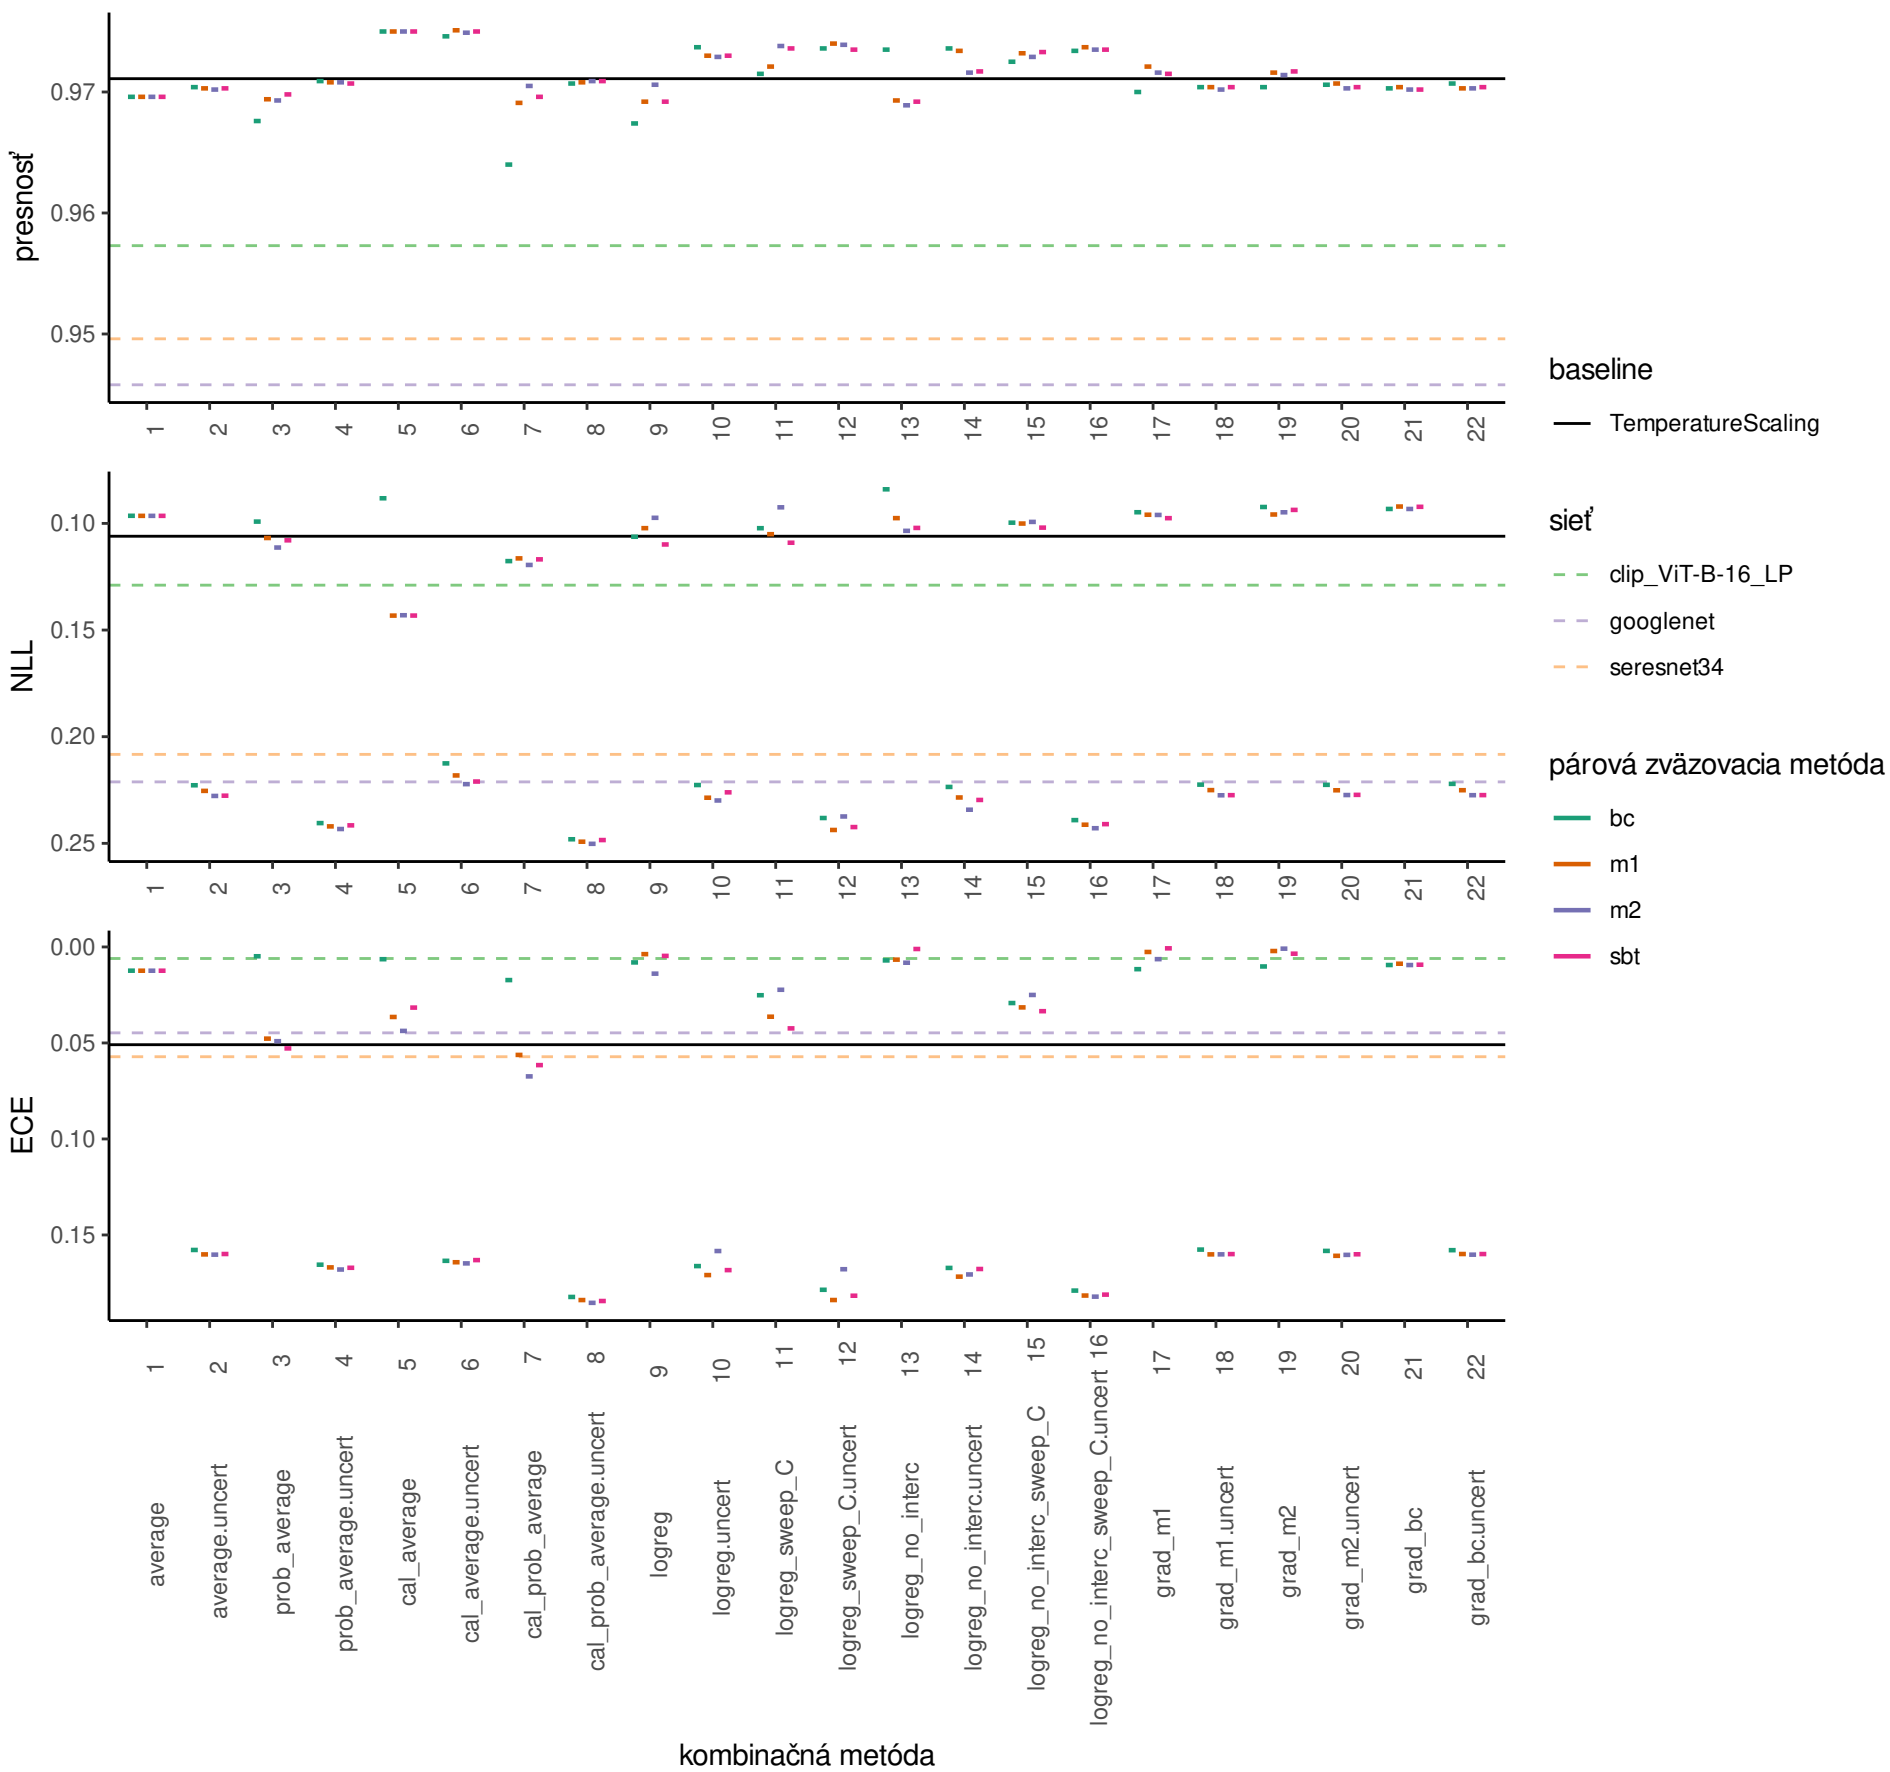 0.97
0.96
0.95
presnosť
1 2 3 4 5 6 7 8 9 10 11 12 13 14 15 16 17 18 19 20 21 22
0.10
0.15
0.20
0.25
NLL
1 2 3 4 5 6 7 8 9 10 11 12 13 14 15 16 17 18 19 20 21 22
0.00
0.05
0.10
0.15
ECE
average 1
average.uncert 2
prob_average 3
prob_average.uncert 4
cal_average 5
cal_average.uncert 6
cal_prob_average 7
cal_prob_average.uncert 8
logreg 9
logreg.uncert 10
logreg_sweep_C 11
logreg_sweep_C.uncert 12
logreg_no_interc 13
logreg_no_interc.uncert 14
logreg_no_interc_sweep_C 15
logreg_no_interc_sweep_C.uncert 16
grad_m1 17
grad_m1.uncert 18
grad_m2 19
grad_m2.uncert 20
grad_bc 21
grad_bc.uncert 22
kombinačná metóda
baseline
TemperatureScaling
sieť
clip_ViT-B-16_LP
googlenet
seresnet34
párová zväzovacia metóda
bc
m1
m2
sbt